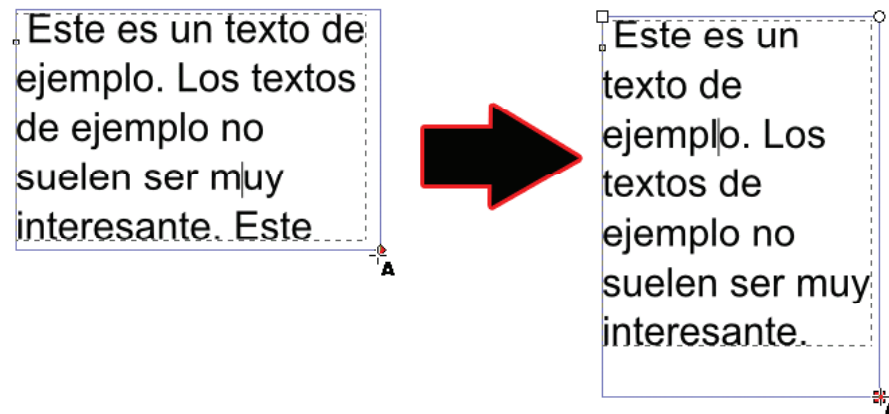 Este es un texto de
ejemplo. Los textos
de ejemplo no
suelen ser muy
interesante. Este
A
Este es un
texto de
ejemplo. Los
textos de
ejemplo no
suelen ser muy
interesante.